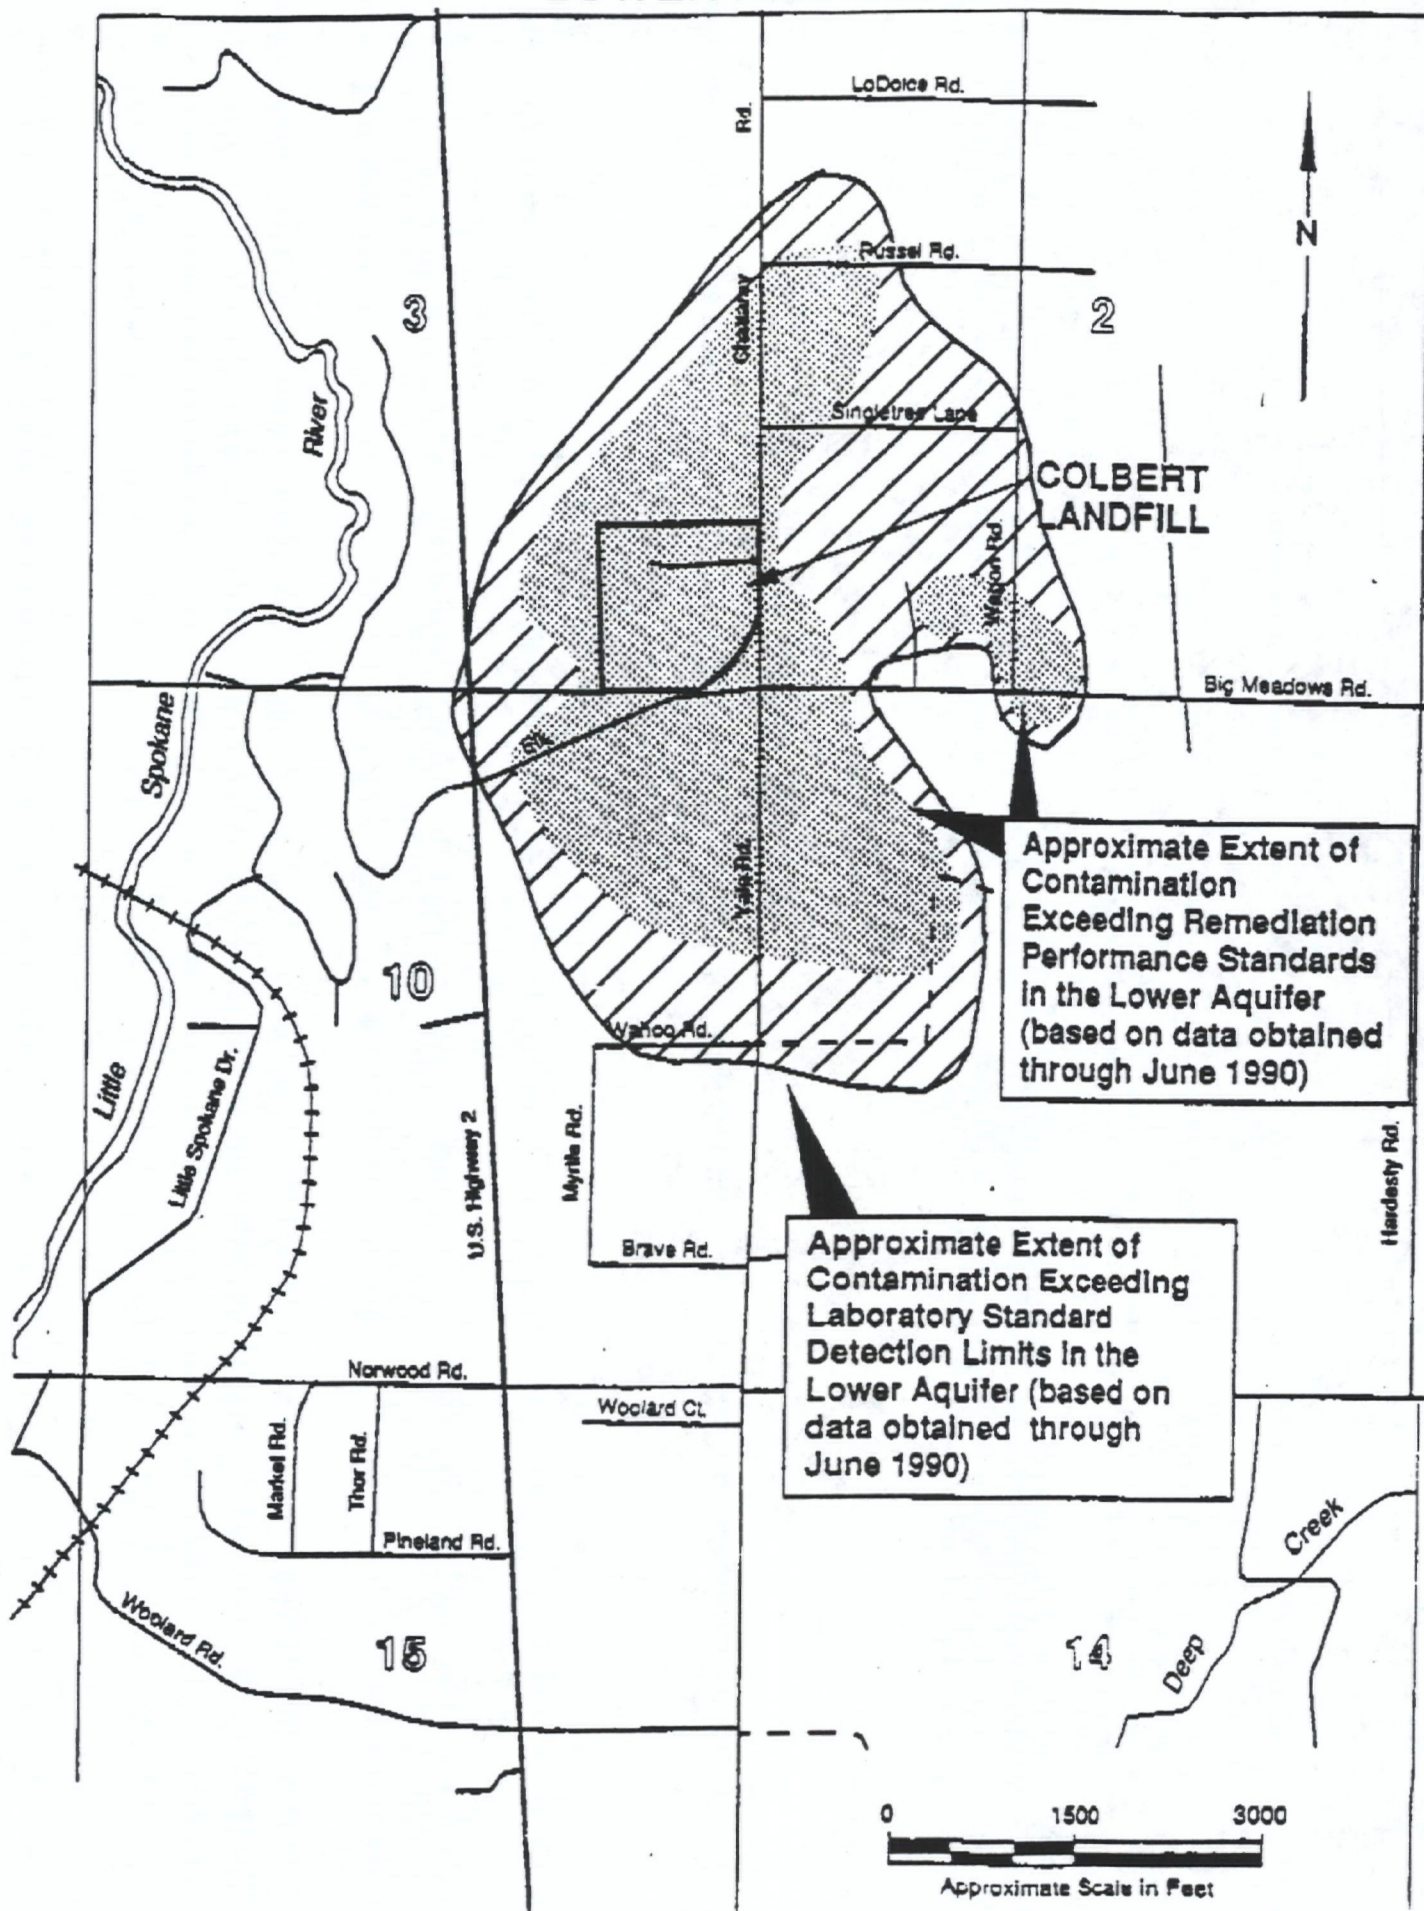 LoDorce Rd.
Rd.
N
Russel Rd.
3
2
Chattaroy
River
Singletree Lane
COLBERT
LANDFILL
Wagon Rd.
Big Meadows Rd.
Elk
Spokane
Yale Rd.
Approximate Extent of
Contamination
Exceeding Remediation
Performance Standards
in the Lower Aquifer
(based on data obtained
through June 1990)
10
Wahoo Rd.
Little
Little Spokane Dr.
U.S. Highway 2
Myrtle Rd.
Hardesty Rd.
Brave Rd.
Approximate Extent of
Contamination Exceeding
Laboratory Standard
Detection Limits in the
Lower Aquifer (based on
data obtained through
June 1990)
Norwood Rd.
Woolard Ct.
Markel Rd.
Thor Rd.
Pineland Rd.
Creek
Woolard Rd.
15
14
Deep
0 1500 3000
Approximate Scale in Feet